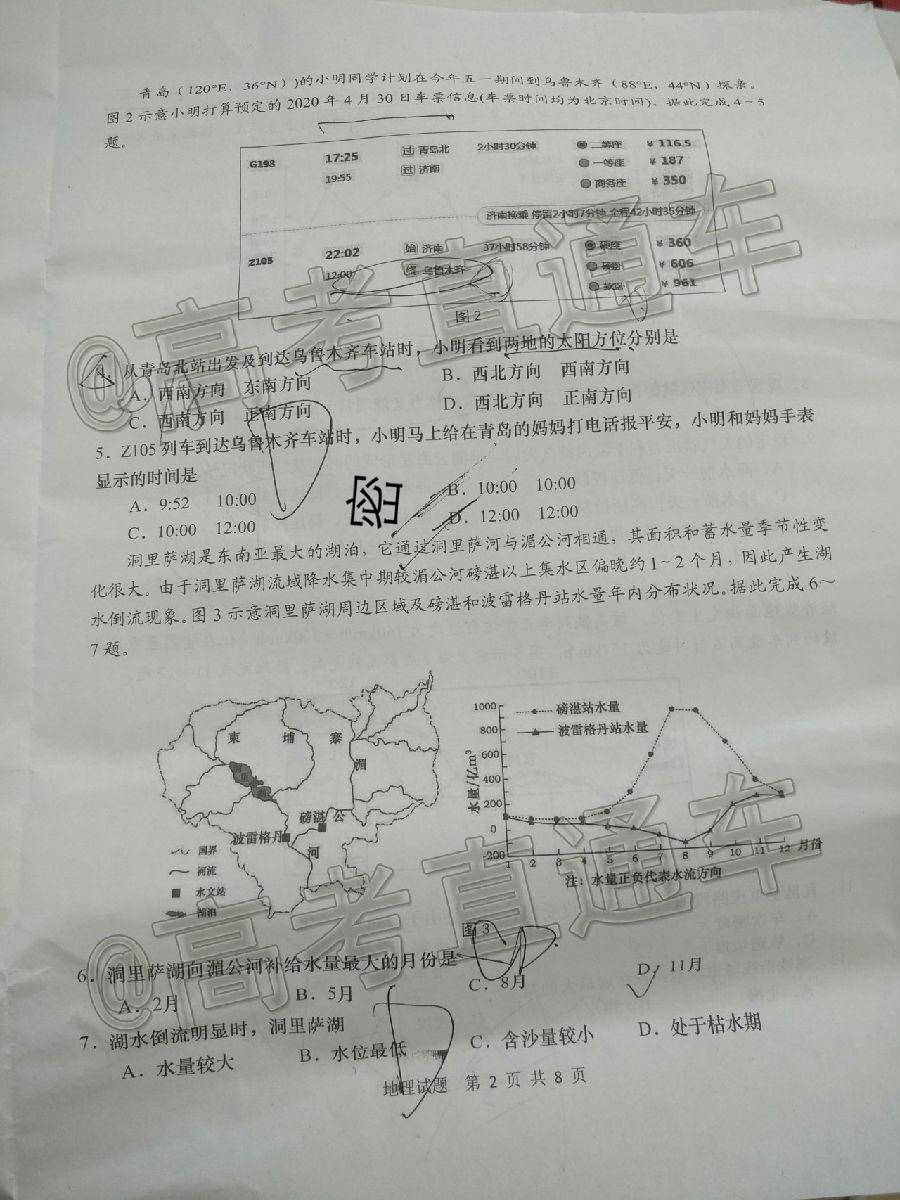 青岛（120°E，36°N）)的小明同学计划在今年五一期间到乌鲁木齐（88°E，44°N）探亲。
图2示意小明打算预定的2020年4月30日车票信息(车票时间均为北京时间)。据此完成4~5
题。
G198 17:25 过 青岛北 2小时30分钟 二等座 ￥116.5
19:55 过 济南 一等座 ￥187
商务座 ￥350
济南换乘 停留2小时7分钟 全程42小时35分钟
Z105 22:02 始 济南 37小时58分钟 硬座 ￥360
12:00 终 乌鲁木齐 硬卧 ￥606
软卧 ￥961
图2
4．从青岛北站出发及到达乌鲁木齐车站时，小明看到两地的太阳方位分别是
A．西南方向 东南方向 B．西北方向 西南方向
C．西南方向 正南方向 D．西北方向 正南方向
5．Z105列车到达乌鲁木齐车站时，小明马上给在青岛的妈妈打电话报平安，小明和妈妈手表
显示的时间是
A．9:52 10:00 B．10:00 10:00
C．10:00 12:00 D．12:00 12:00
密
洞里萨湖是东南亚最大的湖泊，它通过洞里萨河与湄公河相通，其面积和蓄水量季节性变
化很大。由于洞里萨湖流域降水集中期较湄公河磅湛以上集水区偏晚约1~2个月，因此产生湖
水倒流现象。图3示意洞里萨湖周边区域及磅湛和波雷格丹站水量年内分布状况。据此完成6~
7题。
柬 埔 寨
湄
公
河
磅湛
波雷格丹
国界
河流
水文站
湖泊
磅湛站水量
波雷格丹站水量
水量/亿m³
1000
800
600
400
200
0
-200
1 2 3 4 5 6 7 8 9 10 11 12 月份
注：水量正负代表水流方向
图3
6．洞里萨湖向湄公河补给水量最大的月份是
A．2月 B．5月 C．8月 D．11月
7．湖水倒流明显时，洞里萨湖
A．水量较大 B．水位最低 C．含沙量较小 D．处于枯水期
地理试题 第2页共8页
@高考直通车
@高考直通车